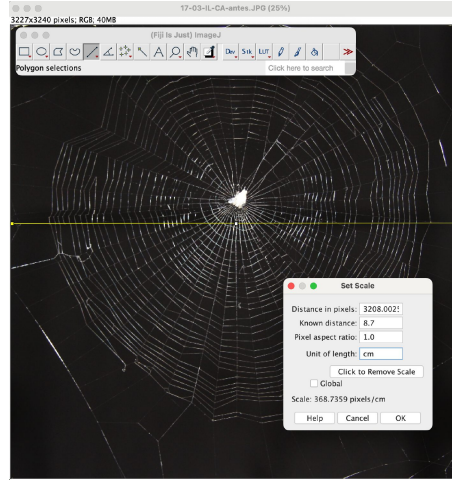 17-03-IL-CA-antes.JPG (25%)
3227x3240 pixels; RGB; 40MB
(Fiji Is Just) ImageJ
A Dev Stk LUT
Polygon selections Click here to search
Set Scale
Distance in pixels: 3208.0025
Known distance: 8.7
Pixel aspect ratio: 1.0
Unit of length: cm
Click to Remove Scale
Global
Scale: 368.7359 pixels/cm
Help Cancel OK